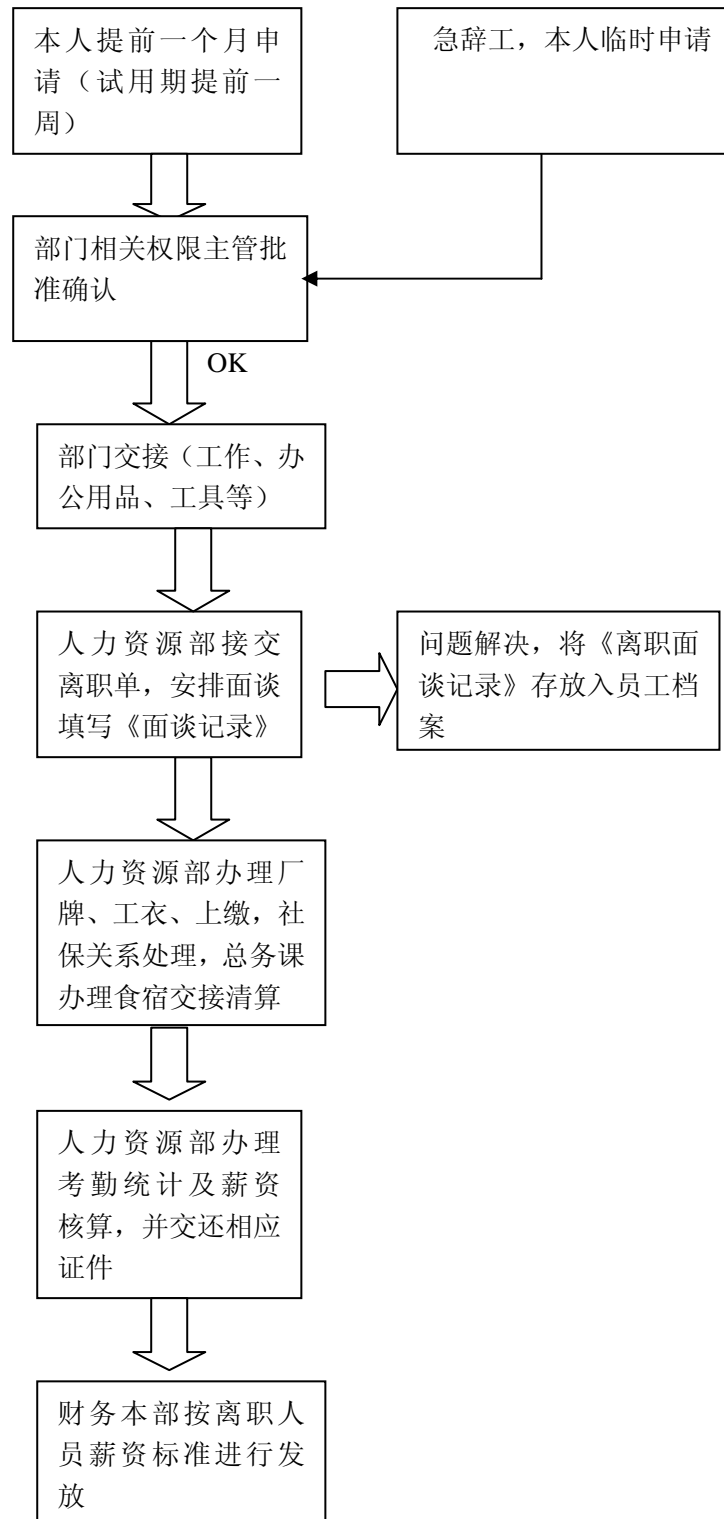 本人提前一个月申
请（试用期提前一
周）
急辞工，本人临时申请
部门相关权限主管批
准确认
OK
部门交接（工作、办
公用品、工具等）
人力资源部接交
离职单，安排面谈
填写《面谈记录》
问题解决，将《离职面
谈记录》存放入员工档
案
人力资源部办理厂
牌、工衣、上缴，社
保关系处理，总务课
办理食宿交接清算
人力资源部办理
考勤统计及薪资
核算，并交还相应
证件
财务本部按离职人
员薪资标准进行发
放